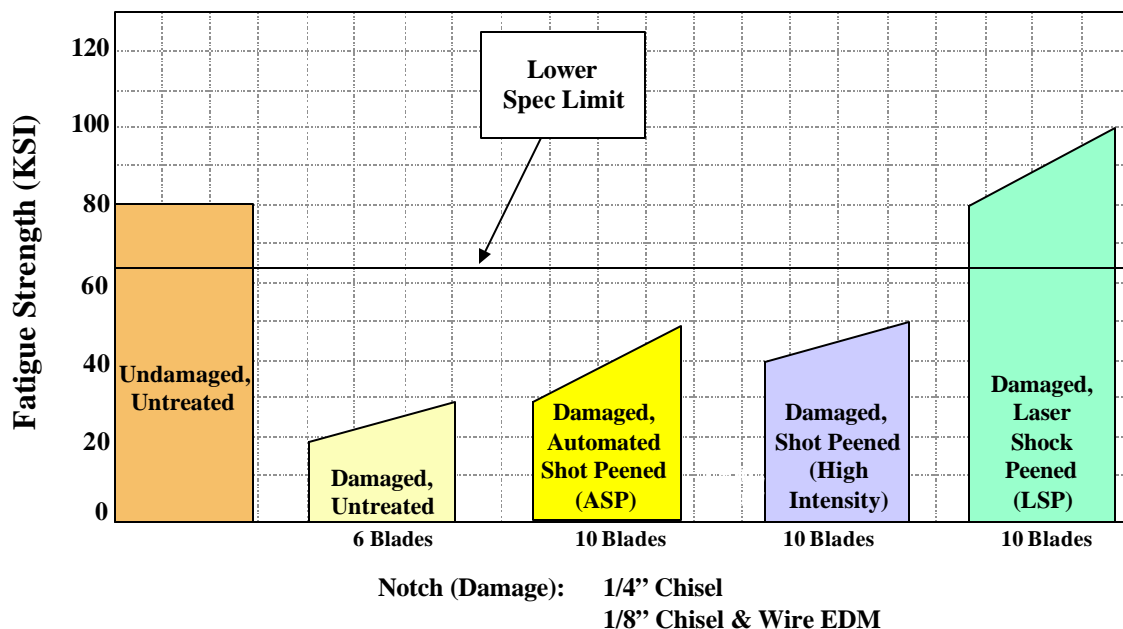 Fatigue Strength (KSI)
120
100
80
60
40
20
0
Lower
Spec Limit
Undamaged,
Untreated
Damaged,
Untreated
Damaged,
Automated
Shot Peened
(ASP)
Damaged,
Shot Peened
(High
Intensity)
Damaged,
Laser
Shock
Peened
(LSP)
6 Blades
10 Blades
10 Blades
10 Blades
Notch (Damage): 1/4” Chisel
1/8” Chisel & Wire EDM